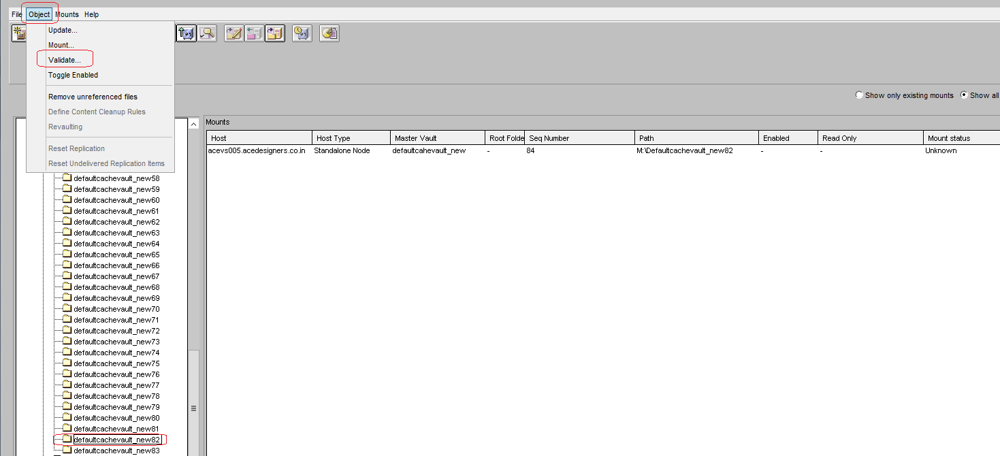 File Object Mounts Help
Update...
Mount...
Validate...
Toggle Enabled
Remove unreferenced files
Define Content Cleanup Rules
Revaulting
Reset Replication
Reset Undelivered Replication Items
Show only existing mounts Show all
Mounts
Host Host Type Master Vault Root Folde Seq Number Path Enabled Read Only Mount status
acevs005.acedesigners.co.in Standalone Node defaultcahevault_new - 84 M:\Defaultcachevault_new82 - - Unknown
defaultcachevault_new58
defaultcachevault_new59
defaultcachevault_new60
defaultcachevault_new61
defaultcachevault_new62
defaultcachevault_new63
defaultcachevault_new64
defaultcachevault_new65
defaultcachevault_new66
defaultcachevault_new67
defaultcachevault_new68
defaultcachevault_new69
defaultcachevault_new70
defaultcachevault_new71
defaultcachevault_new72
defaultcachevault_new73
defaultcachevault_new74
defaultcachevault_new75
defaultcachevault_new76
defaultcachevault_new77
defaultcachevault_new78
defaultcachevault_new79
defaultcachevault_new80
defaultcachevault_new81
defaultcachevault_new82
defaultcachevault_new83